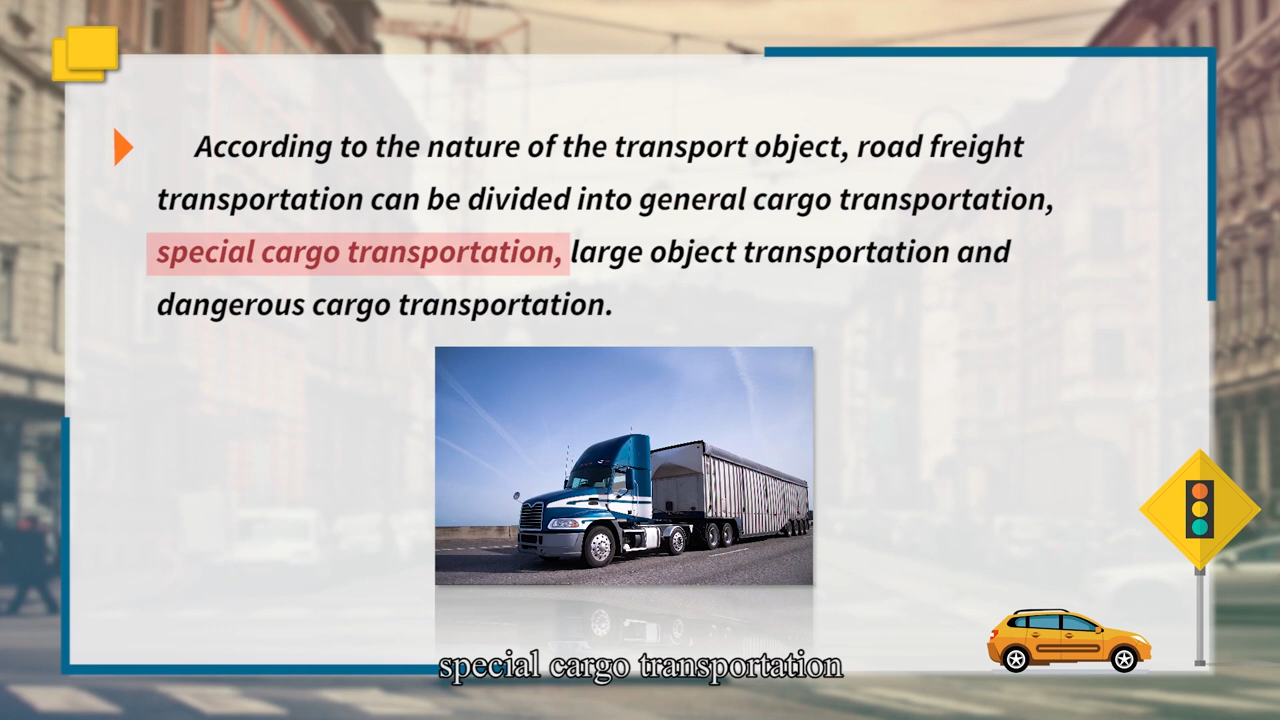 According to the nature of the transport object, road freight
transportation can be divided into general cargo transportation,
special cargo transportation, large object transportation and
dangerous cargo transportation.
special cargo transportation